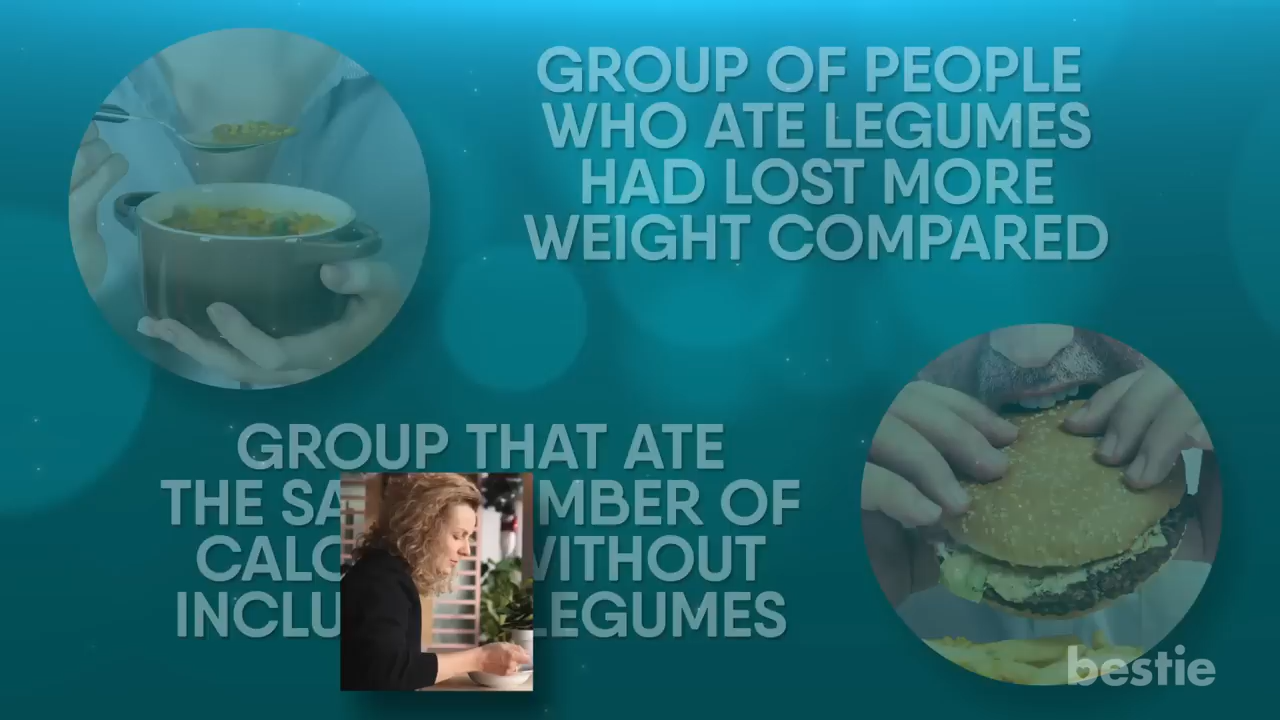 GROUP OF PEOPLE
WHO ATE LEGUMES
HAD LOST MORE
WEIGHT COMPARED
GROUP THAT ATE
THE SA MBER OF
CALO WITHOUT
INCLU LEGUMES
bestie